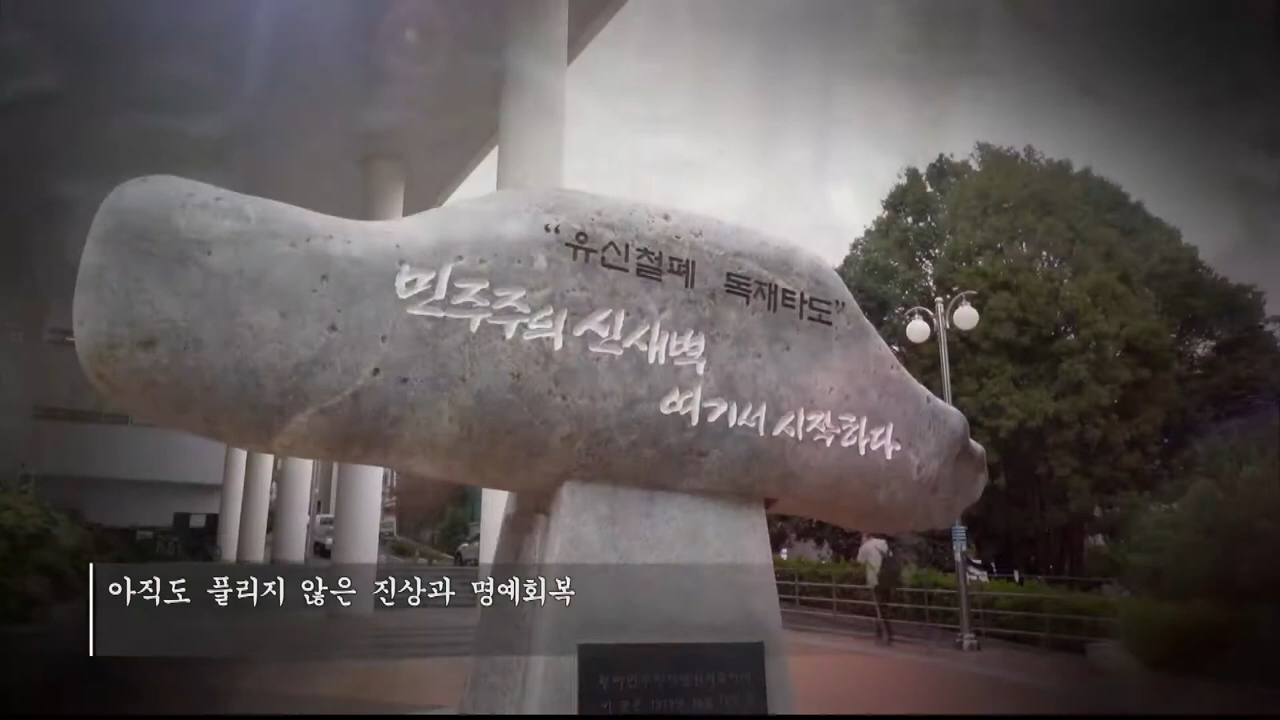 “유신철폐 독재타도”
민주주의 신새벽
여기서 시작하다
아직도 풀리지 않은 진상과 명예회복